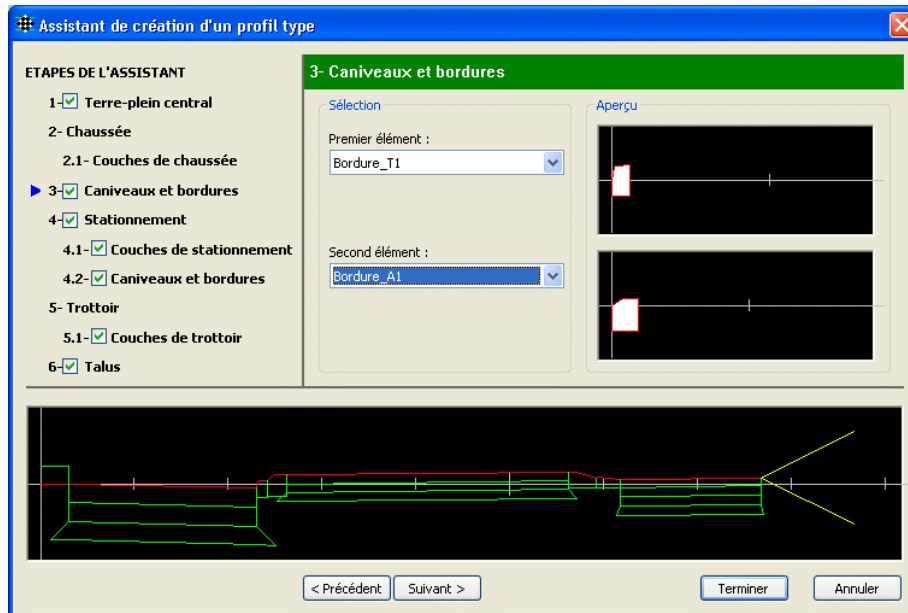 Assistant de création d'un profil type
ETAPES DE L'ASSISTANT
1- Terre-plein central
2- Chaussée
2.1- Couches de chaussée
3- Caniveaux et bordures
4- Stationnement
4.1- Couches de stationnement
4.2- Caniveaux et bordures
5- Trottoir
5.1- Couches de trottoir
6- Talus
3- Caniveaux et bordures
Sélection
Premier élément :
Bordure_T1
Second élément :
Bordure_A1
Aperçu
< Précédent
Suivant >
Terminer
Annuler